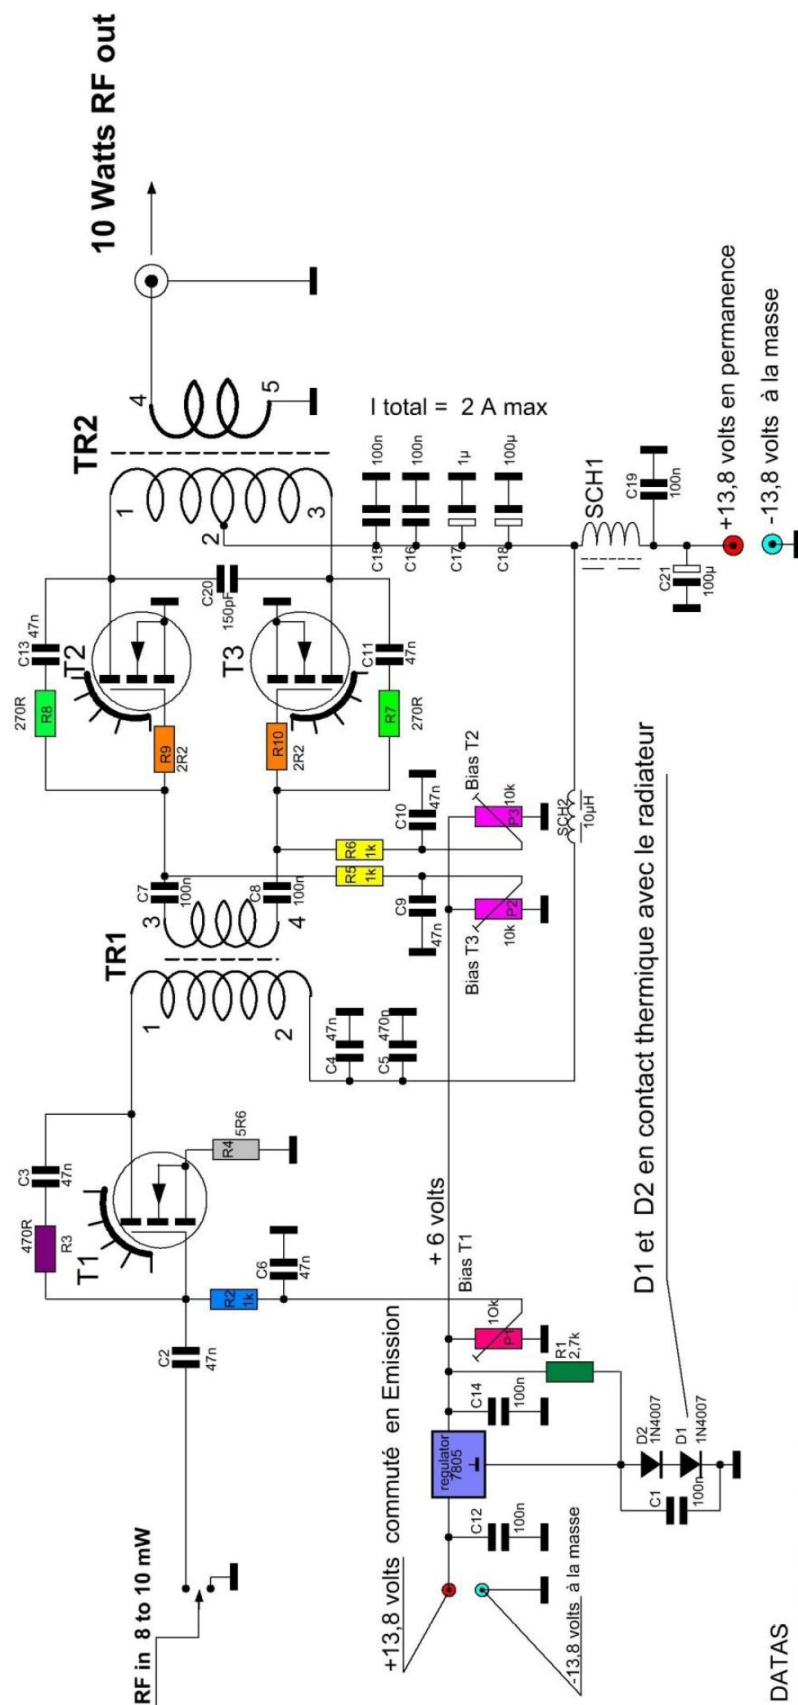 RF in 8 to 10 mW
C2
47n
470R
R3
C3
47n
T1
R2
1k
C6
47n
R4
5R6
TR1
1
2
3
4
C4
47n
C5
470n
C7
100n
C8
100n
270R
R8
C13
47n
T2
R9
2R2
T3
R10
2R2
C20
150pF
R7
270R
C11
47n
TR2
1
2
3
4
5
10 Watts RF out
I total = 2 A max
C15
100n
C16
100n
C17
1µ
C18
100µ
SCH1
C19
100n
C21
100µ
+13,8 volts en permanence
-13,8 volts à la masse
R5
1k
R6
1k
C9
47n
C10
47n
Bias T3
10k
P2
Bias T2
10k
P3
SCH2
10µH
+ 6 volts
Bias T1
1Ok
P1
R1
2,7k
+13,8 volts commuté en Emission
-13,8 volts à la masse
C12
100n
regulator
7805
C14
100n
C1
100n
D2
1N4007
D1
1N4007
D1 et D2 en contact thermique avec le radiateur
DATAS